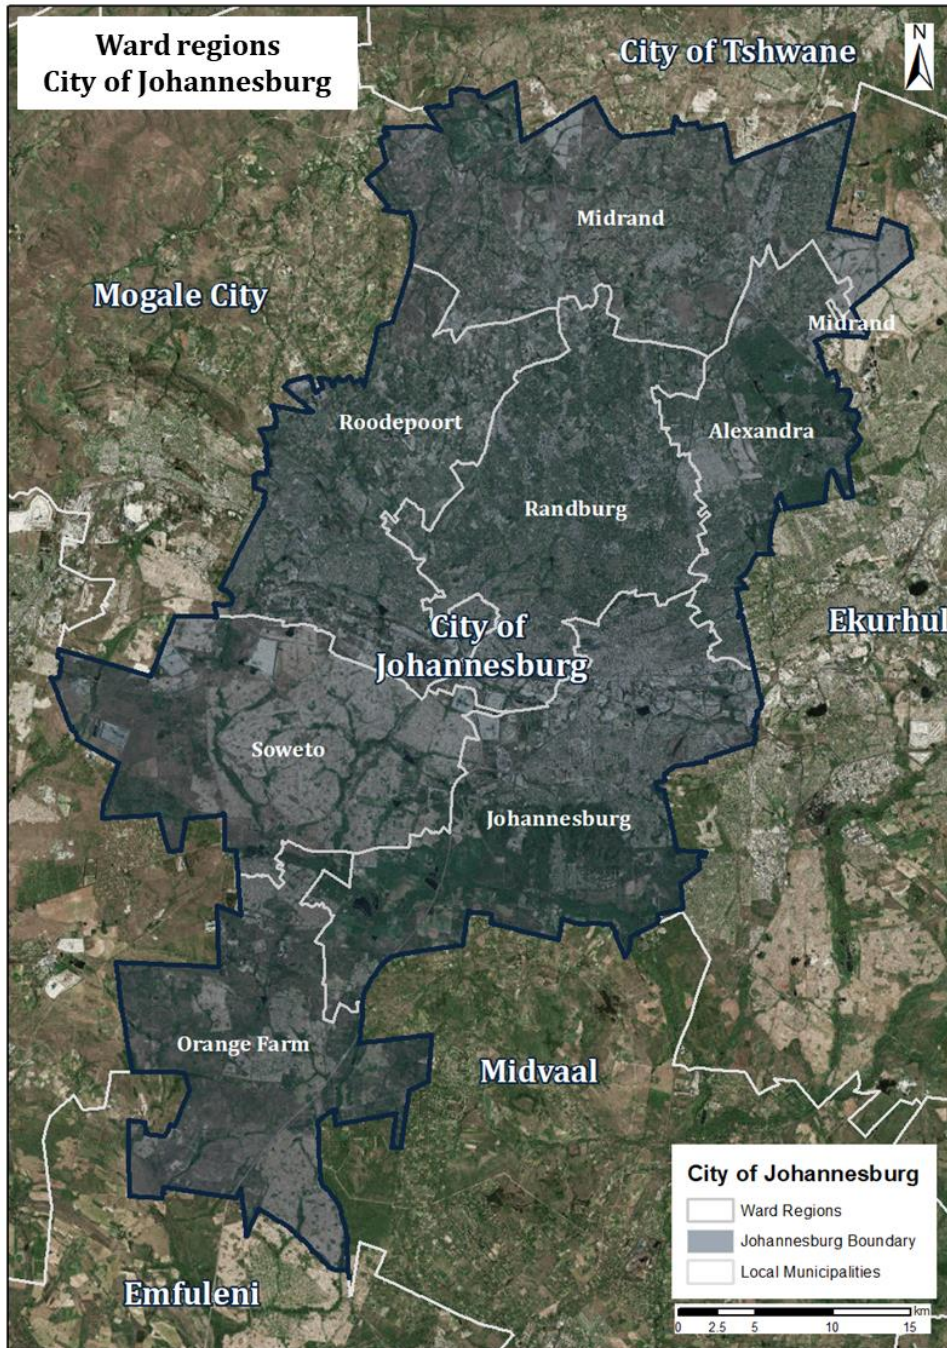 Ward regions
City of Johannesburg
City of Tshwane
N
Midrand
Mogale City
Midrand
Roodepoort
Alexandra
Randburg
City of
Johannesburg
Ekurhul
Soweto
Johannesburg
Orange Farm
Midvaal
Emfuleni
City of Johannesburg
Ward Regions
Johannesburg Boundary
Local Municipalities
km
0 2.5 5 10 15